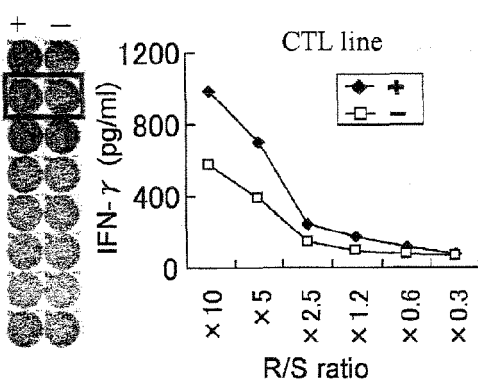 + −
CTL line
1200
800
400
0
IFN-γ (pg/ml)
+
−
×10 ×5 ×2.5 ×1.2 ×0.6 ×0.3
R/S ratio